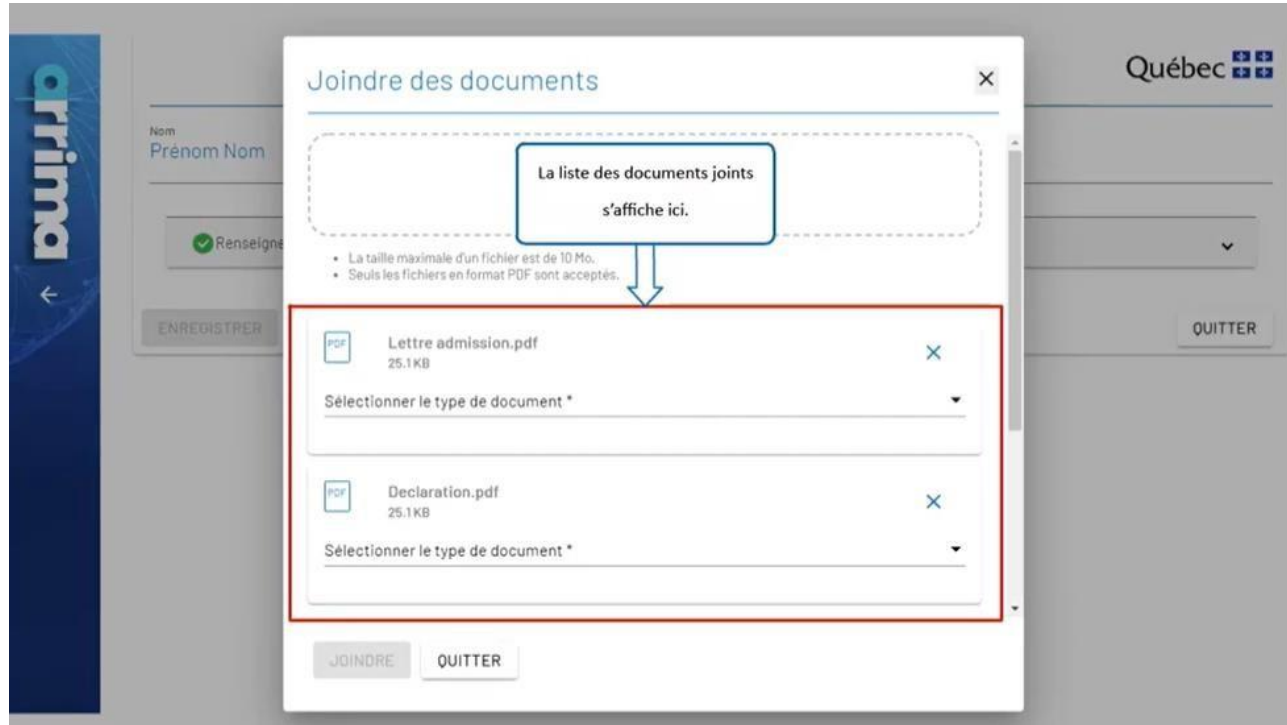 arrima
Québec
Nom
Prénom Nom
Renseigne
ENREGISTRER
QUITTER
Joindre des documents
La liste des documents joints
s'affiche ici.
La taille maximale d'un fichier est de 10 Mo.
Seuls les fichiers en format PDF sont acceptés.
PDF
Lettre admission.pdf
25.1 KB
Sélectionner le type de document *
PDF
Declaration.pdf
25.1 KB
Sélectionner le type de document *
JOINDRE
QUITTER